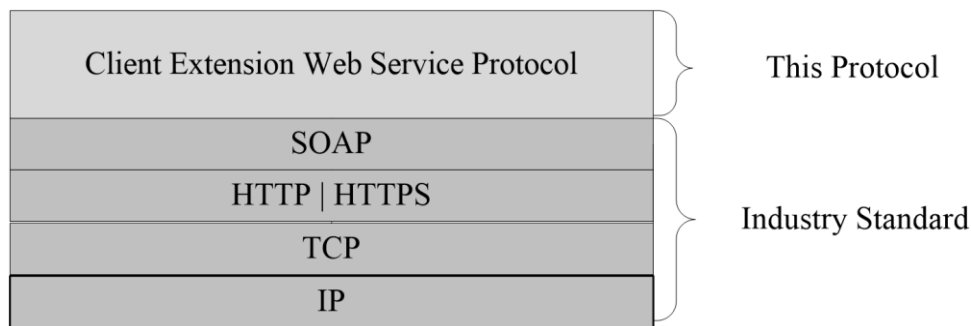 Client Extension Web Service Protocol
This Protocol
SOAP
HTTP | HTTPS
TCP
IP
Industry Standard